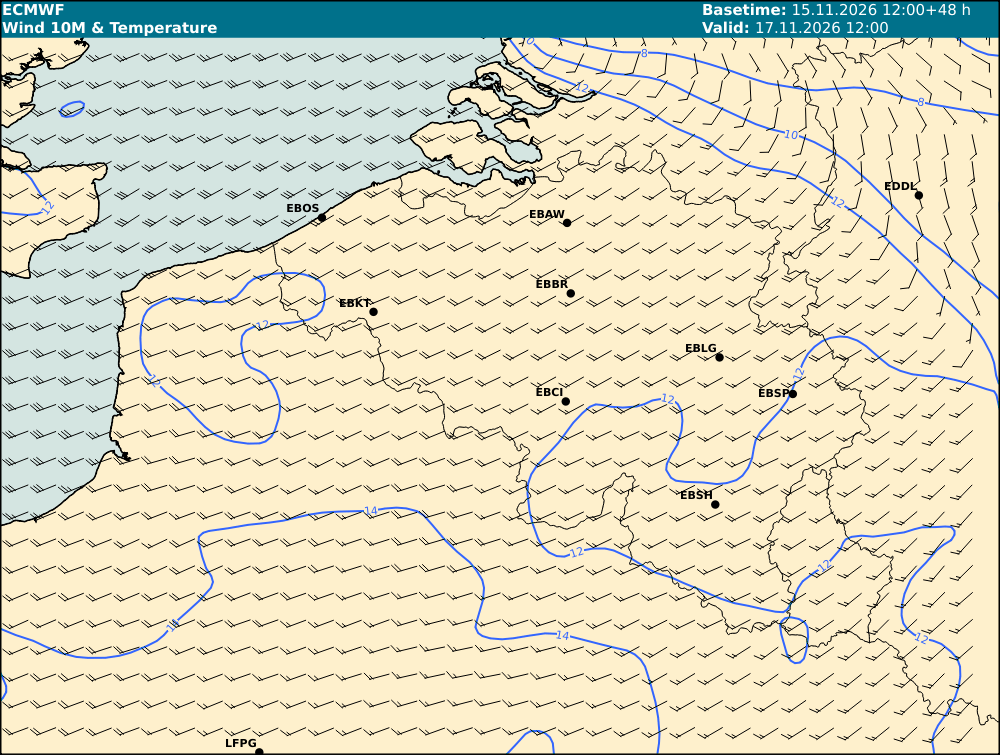 ECMWF
Basetime: 15.11.2026 12:00+48 h
Wind 10M & Temperature
Valid: 17.11.2026 12:00
10
8
12
8
10
EDDL
12
12
EBOS
EBAW
EBBR
EBKT
12
EBLG
12
12
EBCI
EBSP
12
EBSH
14
12
12
14
14
12
LFPG